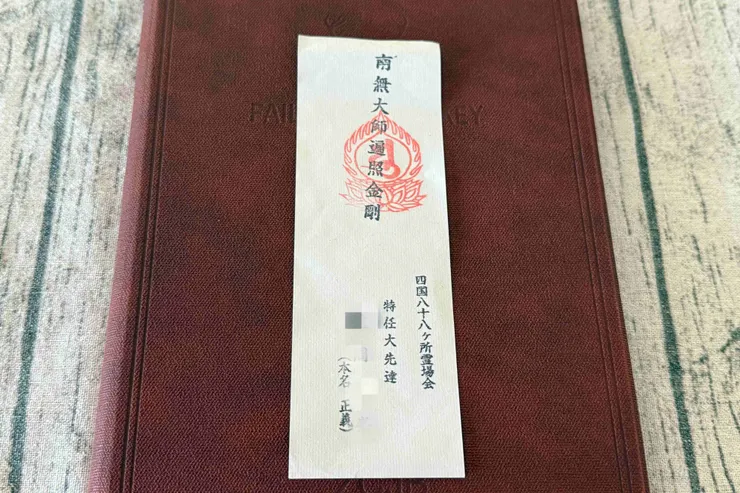 南無大師遍照金剛
四国八十八ヶ所霊場会
特任大先達
(本名 正義)